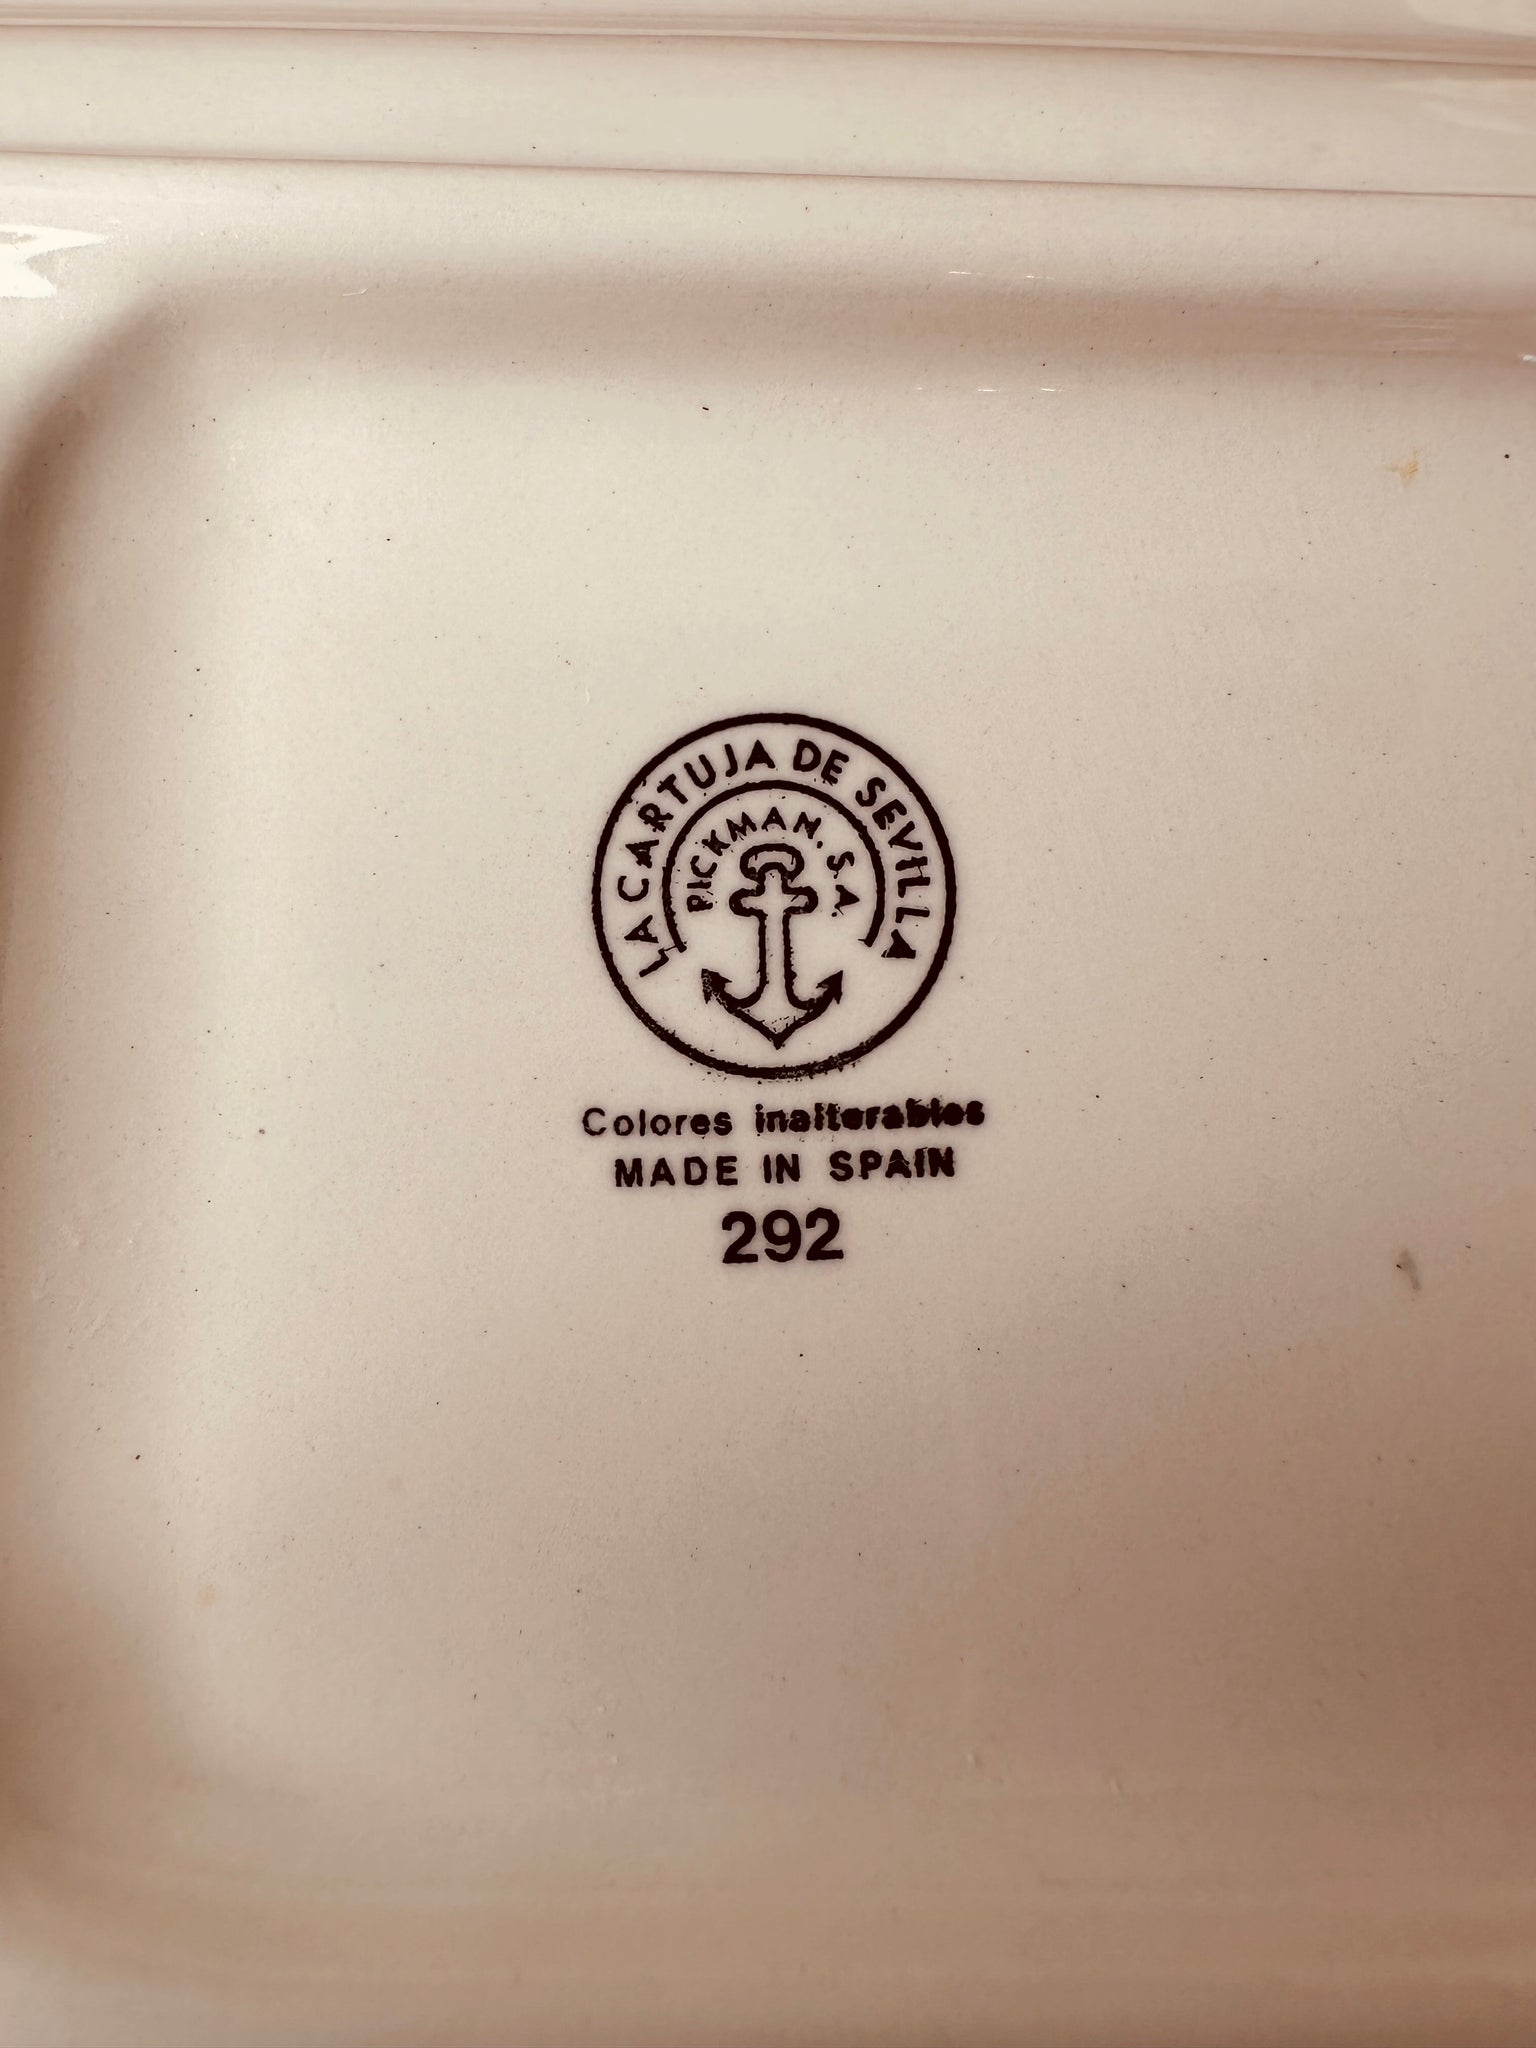 LA CARTUJA DE SEVILLA
PICKMAN. S.A
Colores inalterables
MADE IN SPAIN
292